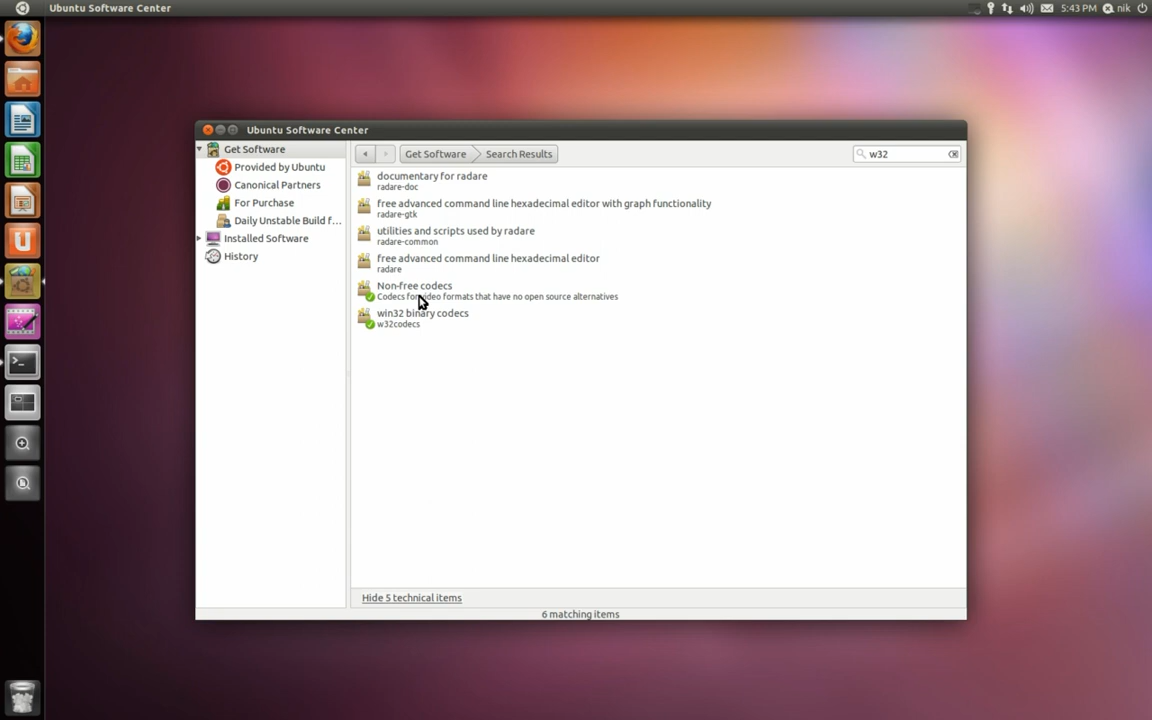 Ubuntu Software Center
5:43 PM
nik
Ubuntu Software Center
Get Software
Provided by Ubuntu
Canonical Partners
For Purchase
Daily Unstable Build f...
Installed Software
History
Get Software
Search Results
w32
documentary for radare
radare-doc
free advanced command line hexadecimal editor with graph functionality
radare-gtk
utilities and scripts used by radare
radare-common
free advanced command line hexadecimal editor
radare
Non-free codecs
Codecs for video formats that have no open source alternatives
win32 binary codecs
w32codecs
Hide 5 technical items
6 matching items